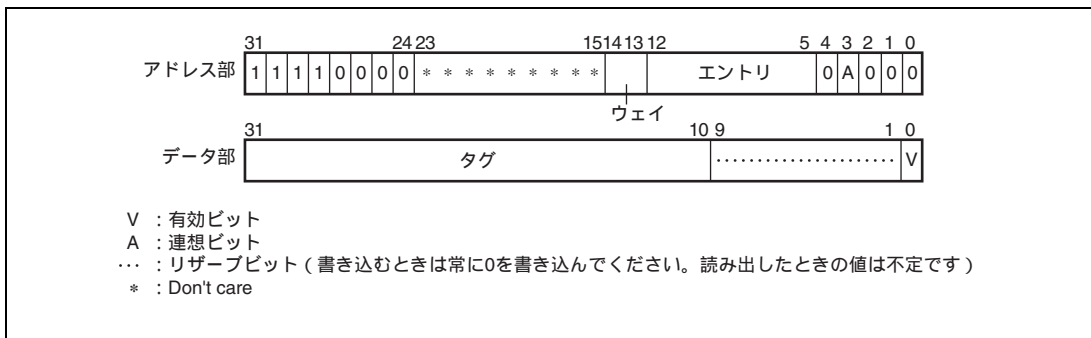 31 24 23 15 14 13 12 5 4 3 2 1 0
アドレス部 1 1 1 1 0 0 0 0 * * * * * * * * * エントリ 0 A 0 0 0
ウェイ
31 10 9 1 0
データ部 タグ ...................... V
V :有効ビット
A :連想ビット
… :リザーブビット(書き込むときは常に0を書き込んでください。読み出したときの値は不定です)
* :Don't care